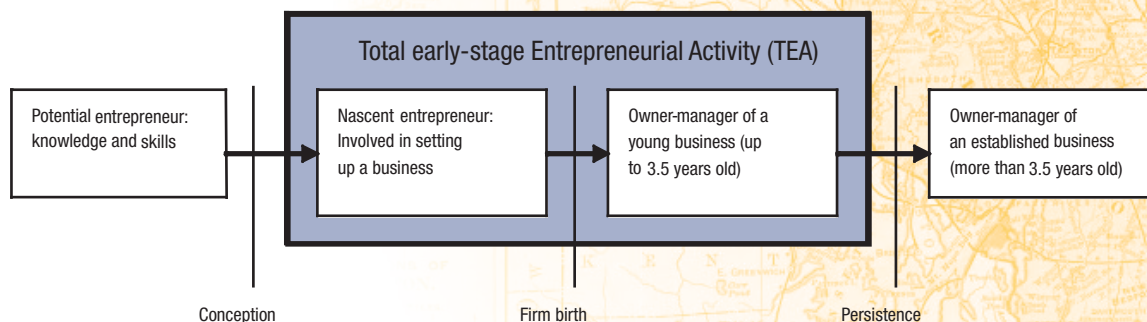 Total early-stage Entrepreneurial Activity (TEA)
Potential entrepreneur:
knowledge and skills
Nascent entrepreneur:
Involved in setting
up a business
Owner-manager of a
young business (up
to 3.5 years old)
Owner-manager of
an established business
(more than 3.5 years old)
Conception
Firm birth
Persistence
K E N T